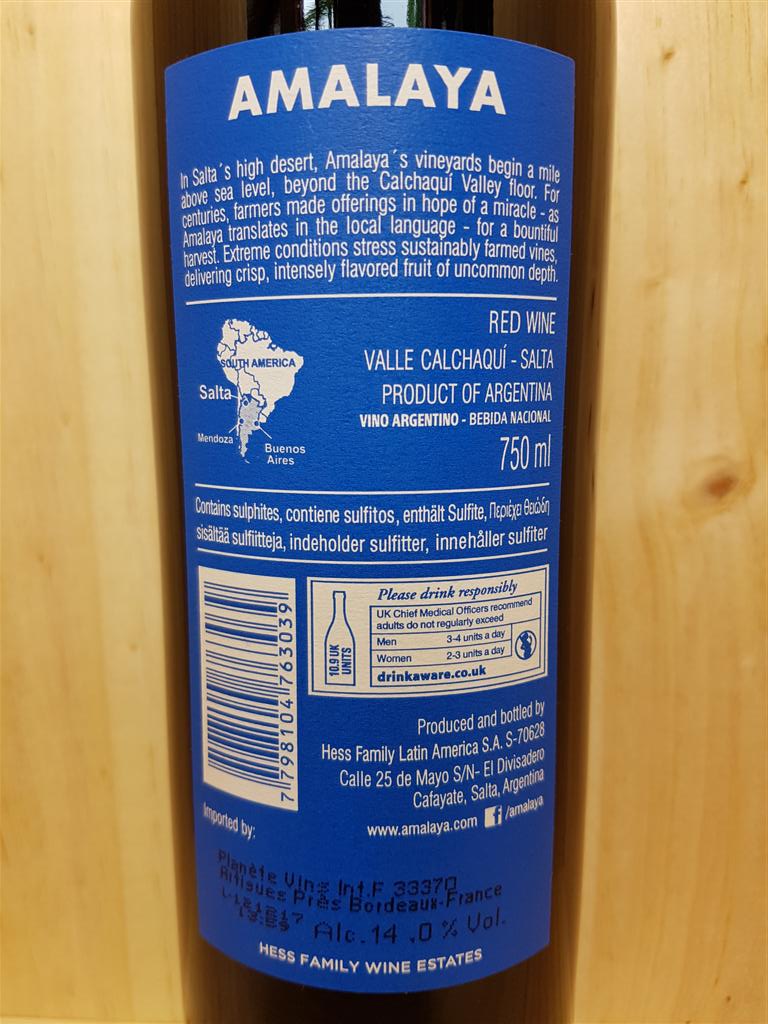 AMALAYA
In Salta´s high desert, Amalaya´s vineyards begin a mile
above sea level, beyond the Calchaquí Valley floor. For
centuries, farmers made offerings in hope of a miracle - as
Amalaya translates in the local language - for a bountiful
harvest. Extreme conditions stress sustainably farmed vines,
delivering crisp, intensely flavored fruit of uncommon depth.
SOUTH AMERICA
Salta
Mendoza
Buenos
Aires
RED WINE
VALLE CALCHAQUÍ - SALTA
PRODUCT OF ARGENTINA
VINO ARGENTINO - BEBIDA NACIONAL
750 ml
Contains sulphites, contiene sulfitos, enthält Sulfite, Περιέχει Θειώδη
sisältää sulfiitteja, indeholder sulfitter, innehåller sulfiter
7 798104 763039
10.9 UK
UNITS
Please drink responsibly
UK Chief Medical Officers recommend
adults do not regularly exceed
Men 3-4 units a day
Women 2-3 units a day
drinkaware.co.uk
Produced and bottled by
Hess Family Latin America S.A. S-70628
Calle 25 de Mayo S/N- El Divisadero
Cafayate, Salta, Argentina
www.amalaya.com f /amalaya
Imported by:
Planète Vins Int.F 33370
Artigues Près Bordeaux-France
Alc.14 .0 % Vol.
HESS FAMILY WINE ESTATES